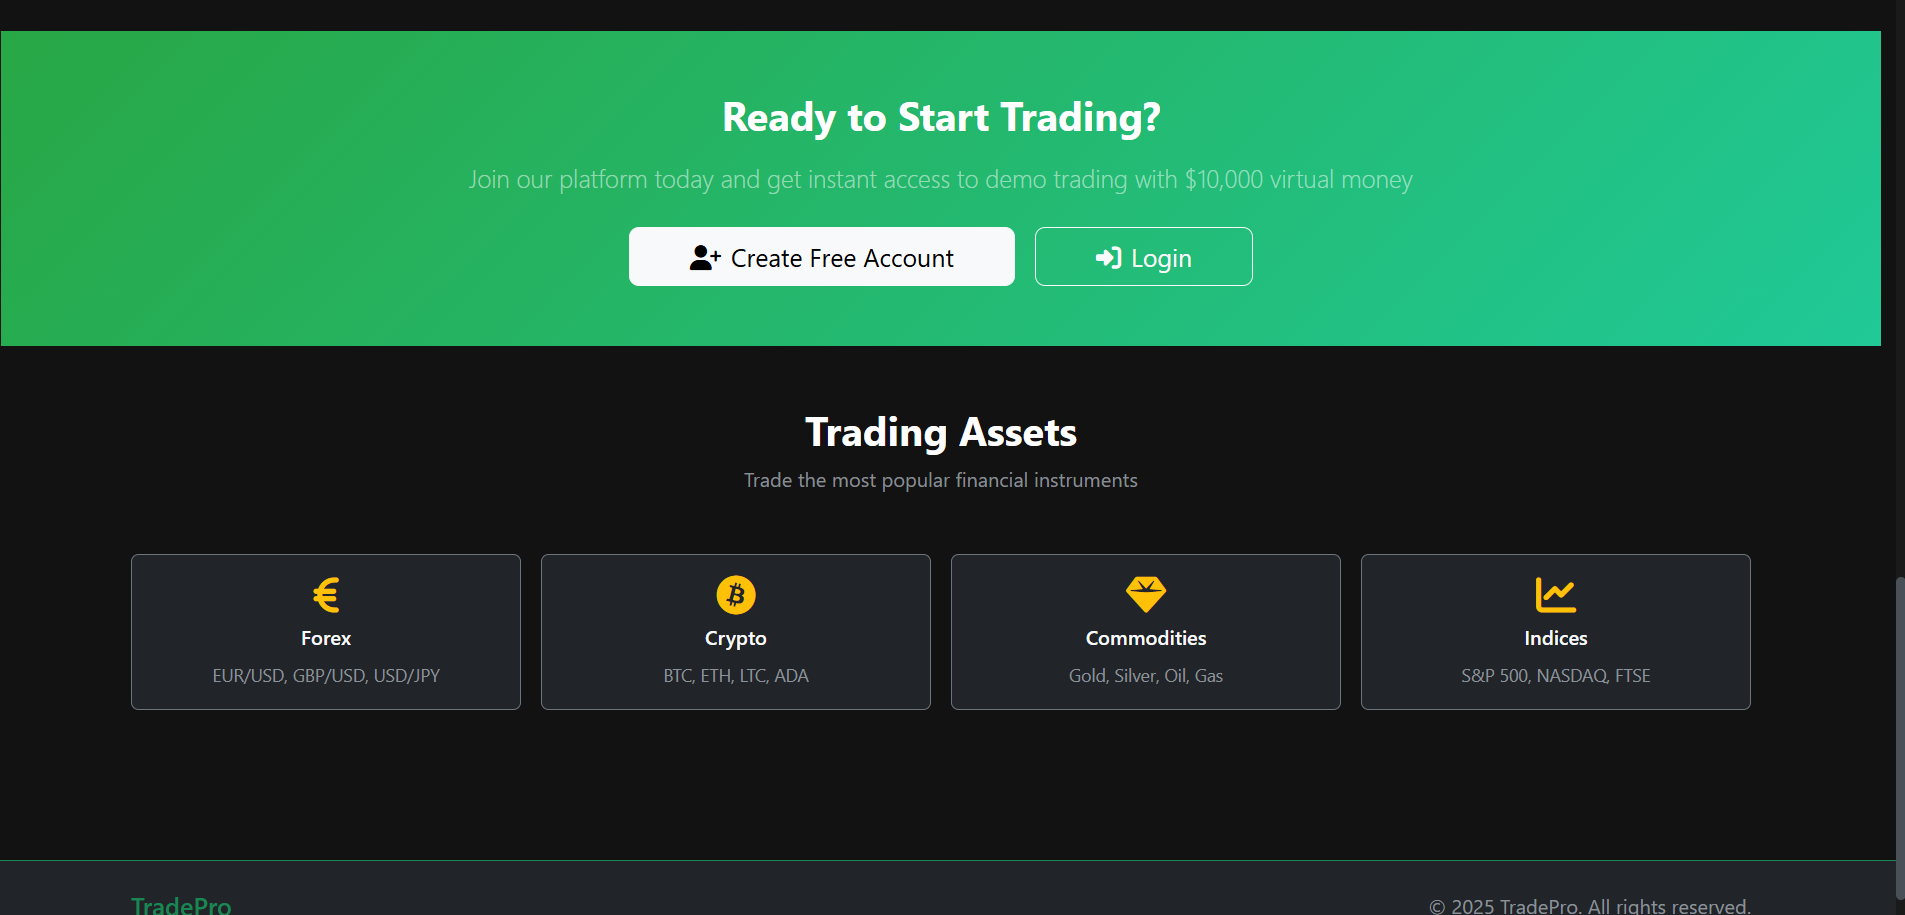 Ready to Start Trading?
Join our platform today and get instant access to demo trading with $10,000 virtual money
Create Free Account
Login
Trading Assets
Trade the most popular financial instruments
Forex
EUR/USD, GBP/USD, USD/JPY
Crypto
BTC, ETH, LTC, ADA
Commodities
Gold, Silver, Oil, Gas
Indices
S&P 500, NASDAQ, FTSE
TradePro
© 2025 TradePro. All rights reserved.